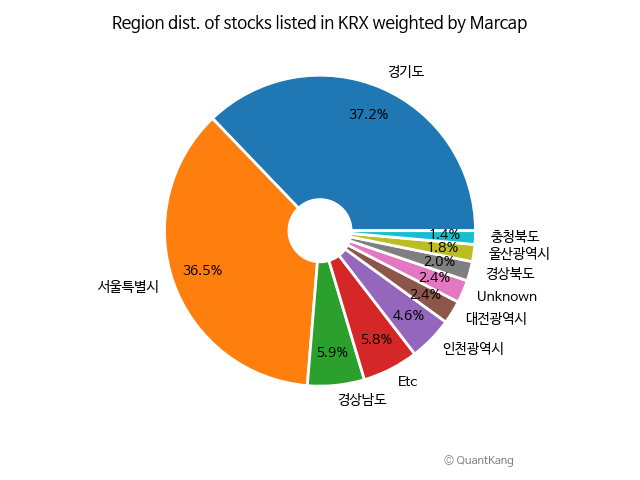 Region dist. of stocks listed in KRX weighted by Marcap
경기도
37.2%
서울특별시
36.5%
경상남도
5.9%
Etc
5.8%
인천광역시
4.6%
대전광역시
2.4%
Unknown
2.4%
경상북도
2.0%
울산광역시
1.8%
충청북도
1.4%
© QuantKang